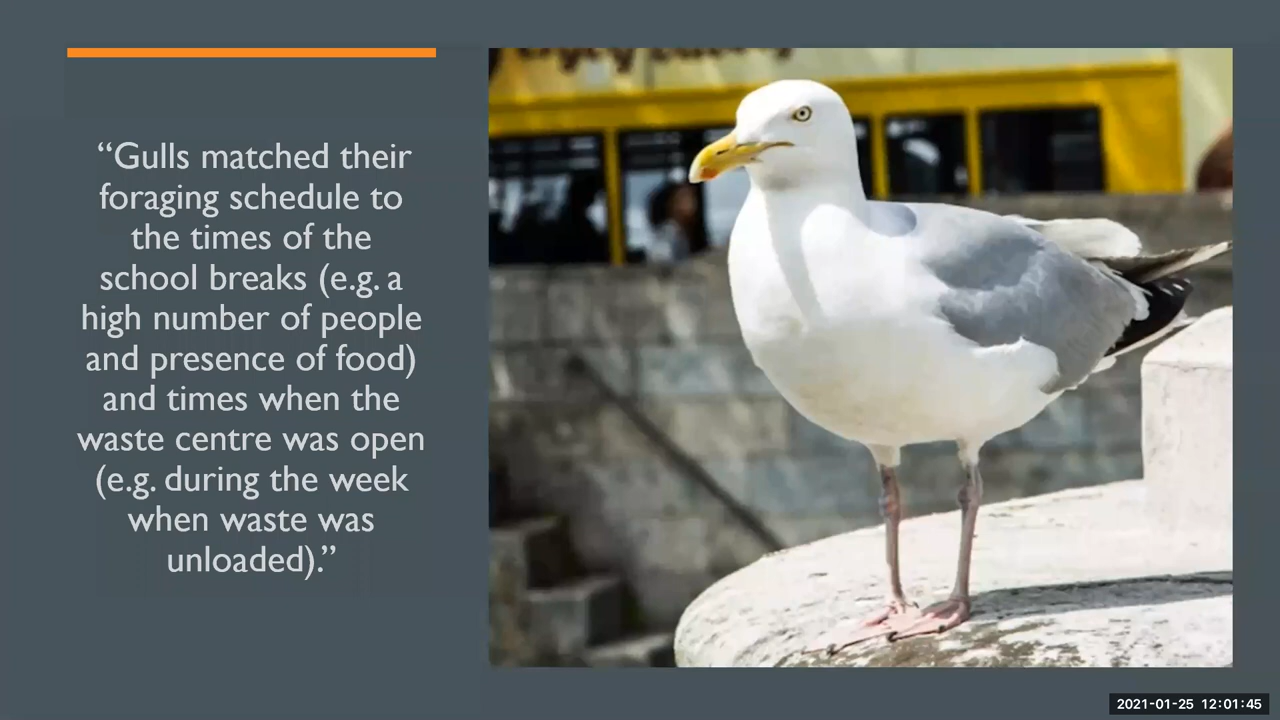 “Gulls matched their
foraging schedule to
the times of the
school breaks (e.g. a
high number of people
and presence of food)
and times when the
waste centre was open
(e.g. during the week
when waste was
unloaded).”
2021-01-25 12:01:45